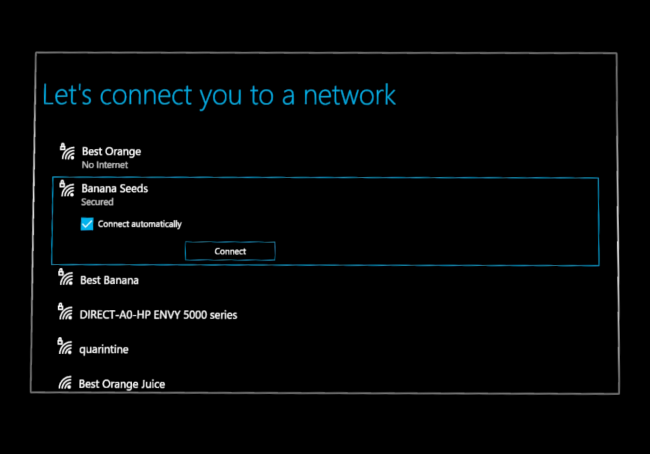 Let's connect you to a network
Best Orange
No Internet
Banana Seeds
Secured
Connect automatically
Connect
Best Banana
DIRECT-A0-HP ENVY 5000 series
quarintine
Best Orange Juice